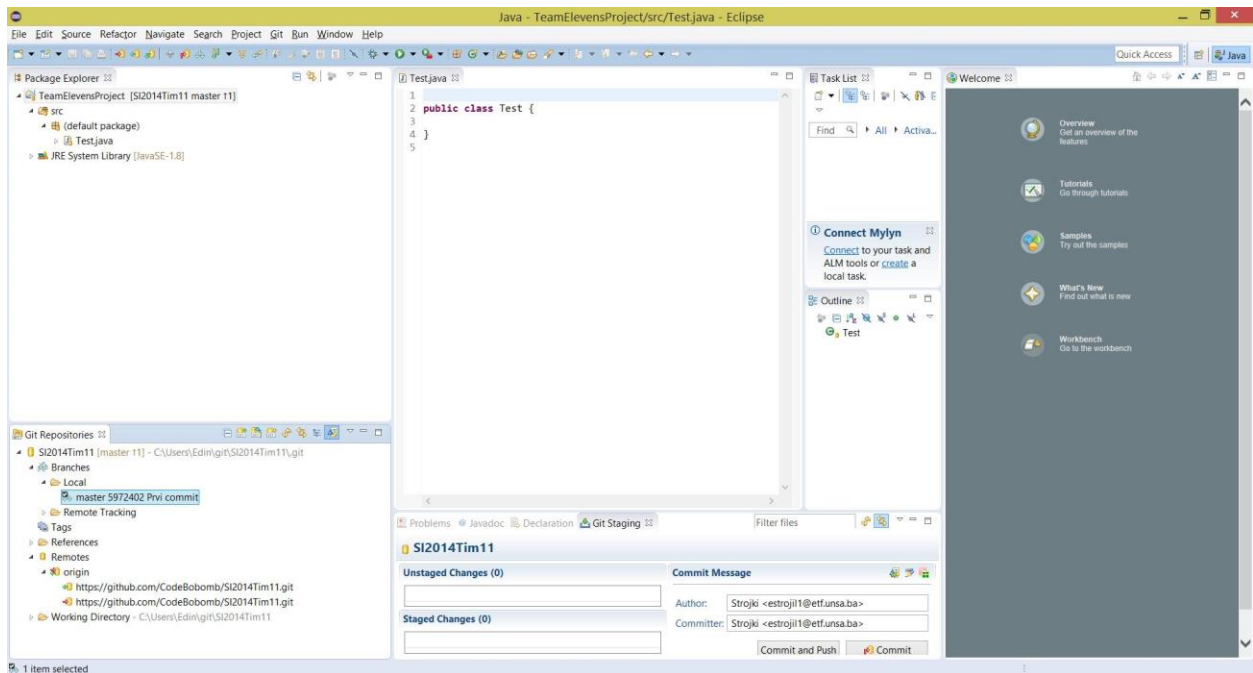 Java - TeamElevensProject/src/Test.java - Eclipse
File Edit Source Refactor Navigate Search Project Git Run Window Help
Quick Access
Java
Package Explorer
TeamElevensProject [SI2014Tim11 master ↑1]
src
(default package)
Test.java
JRE System Library [JavaSE-1.8]
Test.java
1
2 public class Test {
3
4 }
5
Task List
Find All Activa...
Connect Mylyn
Connect to your task and
ALM tools or create a
local task.
Outline
Test
Welcome
Overview
Get an overview of the
features
Tutorials
Go through tutorials
Samples
Try out the samples
What's New
Find out what is new
Workbench
Go to the workbench
Git Repositories
SI2014Tim11 [master ↑1] - C:\Users\Edin\git\SI2014Tim11\.git
Branches
Local
master 5972402 Prvi commit
Remote Tracking
Tags
References
Remotes
origin
https://github.com/CodeBobomb/SI2014Tim11.git
https://github.com/CodeBobomb/SI2014Tim11.git
Working Directory - C:\Users\Edin\git\SI2014Tim11
Problems Javadoc Declaration Git Staging
Filter files
SI2014Tim11
Unstaged Changes (0)
Staged Changes (0)
Commit Message
Author: Strojki <estrojil1@etf.unsa.ba>
Committer: Strojki <estrojil1@etf.unsa.ba>
Commit and Push Commit
1 item selected